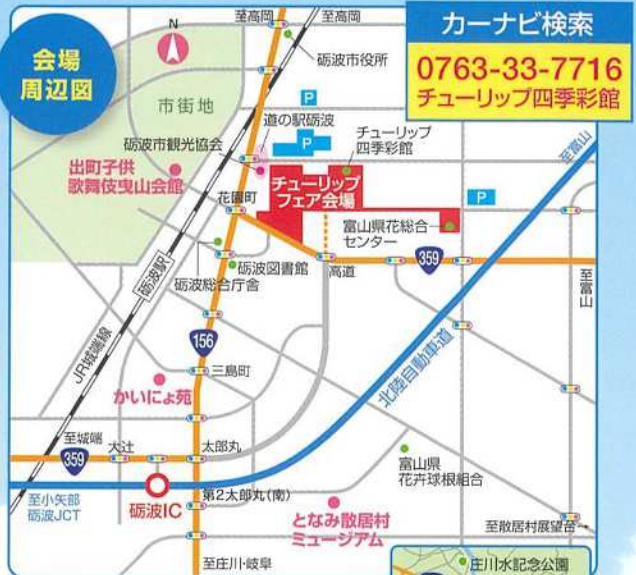 会場
周辺図
カーナビ検索
0763-33-7716
チューリップ四季彩館
N
至高岡
至高岡
砺波市役所
市街地
P
道の駅砺波
P
砺波市観光協会
チューリップ
四季彩館
至富山
出町子供
歌舞伎曳山会館
チューリップ
フェア会場
P
花園町
富山県花総合
センター
砺波図書館
高道
359
砺波総合庁舎
至富山
砺波駅
JR城端線
156
三島町
北陸自動車道
かいにょ苑
至城端
大辻
太郎丸
359
富山県
花卉球根組合
至小矢部
砺波JCT
砺波IC
第2太郎丸(南)
となみ散居村
ミュージアム
至散居村展望台
至庄川・岐阜
庄川水記念公園